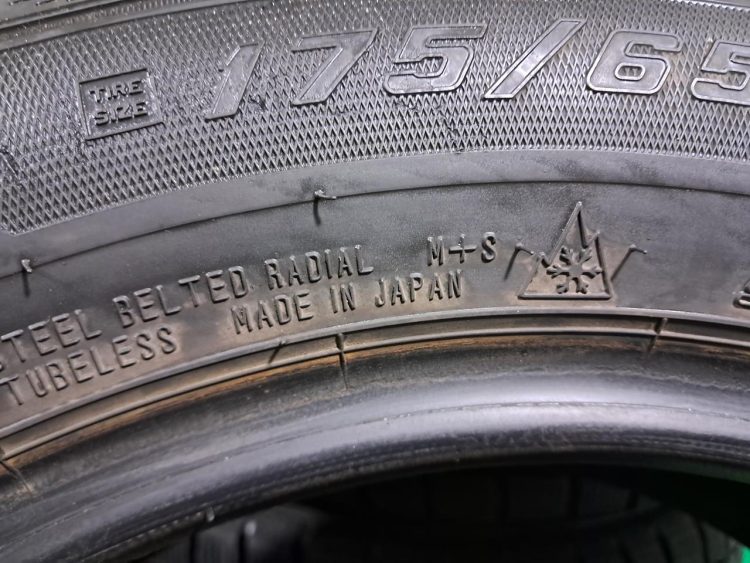 TIRE
SIZE
175/65
STEEL BELTED RADIAL M+S
TUBELESS MADE IN JAPAN